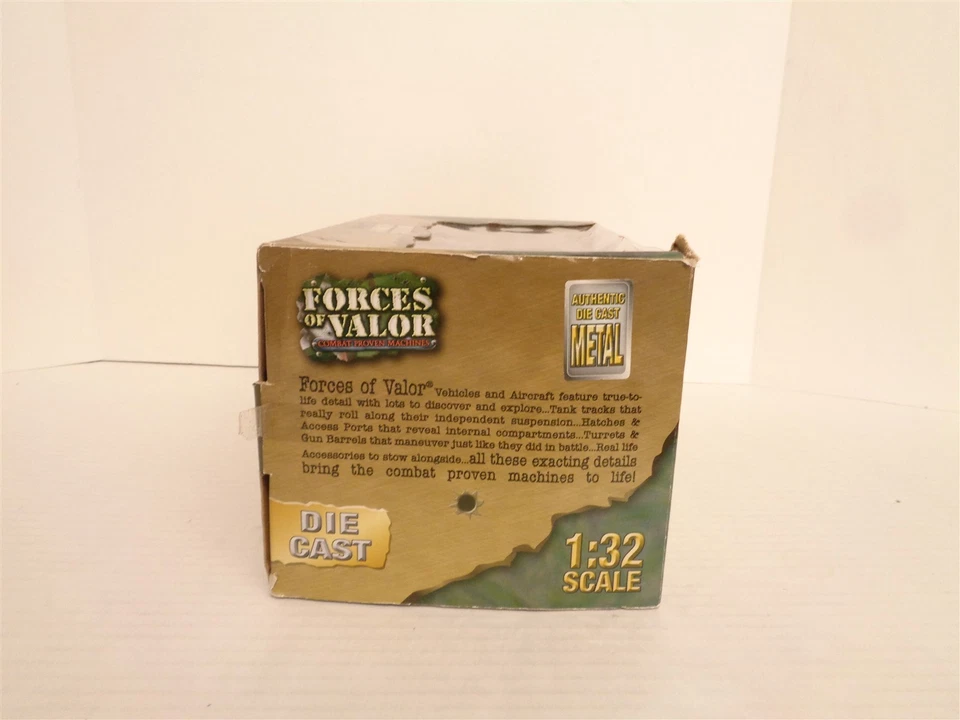 FORCES
OF VALOR
COMBAT PROVEN MACHINES
AUTHENTIC
DIE CAST
METAL
Forces of Valor® Vehicles and Aircraft feature true-to-
life detail with lots to discover and explore...Tank tracks that
really roll along their independent suspension...Hatches &
Access Ports that reveal internal compartments...Turrets &
Gun Barrels that maneuver just like they did in battle...Real life
Accessories to stow alongside...all these exacting details
bring the combat proven machines to life!
DIE
CAST
1:32
SCALE